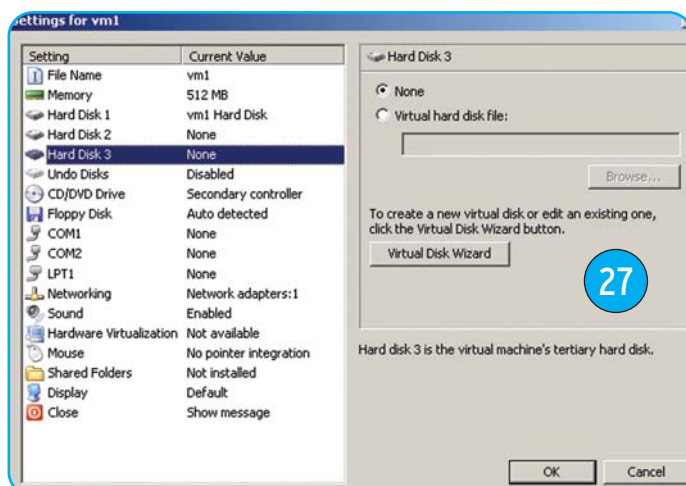 Settings for vm1
Setting Current Value
File Name vm1
Memory 512 MB
Hard Disk 1 vm1 Hard Disk
Hard Disk 2 None
Hard Disk 3 None
Undo Disks Disabled
CD/DVD Drive Secondary controller
Floppy Disk Auto detected
COM1 None
COM2 None
LPT1 None
Networking Network adapters:1
Sound Enabled
Hardware Virtualization Not available
Mouse No pointer integration
Shared Folders Not installed
Display Default
Close Show message
Hard Disk 3
None
Virtual hard disk file:
Browse...
To create a new virtual disk or edit an existing one,
click the Virtual Disk Wizard button.
Virtual Disk Wizard
27
Hard disk 3 is the virtual machine's tertiary hard disk.
OK Cancel